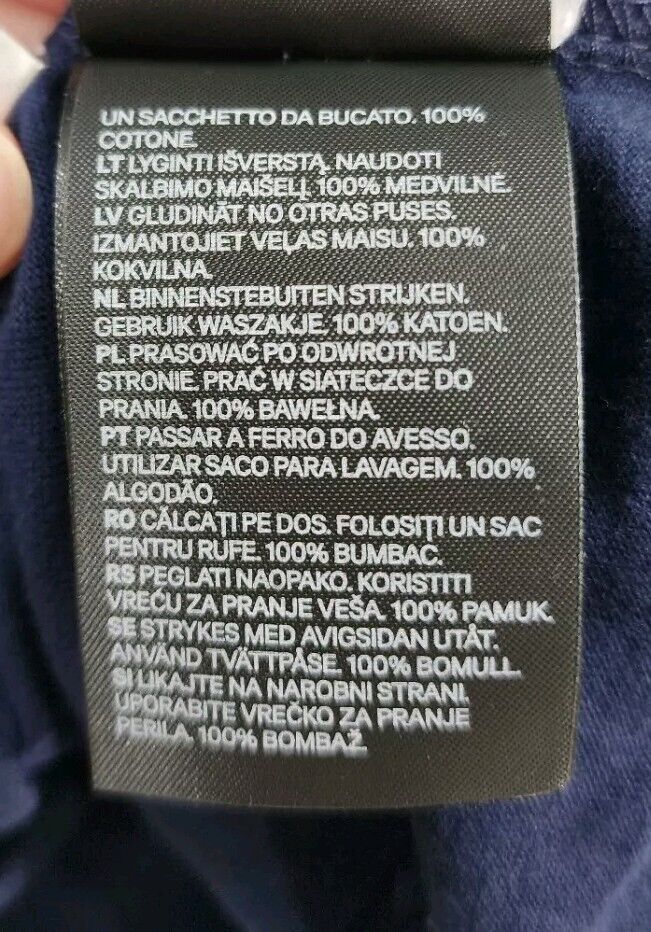 UN SACCHETTO DA BUCATO. 100%
COTONE.
LT LYGINTI IŠVERSTĄ. NAUDOTI
SKALBIMO MAIŠELĮ. 100% MEDVILNĖ.
LV GLUDINĀT NO OTRAS PUSES.
IZMANTOJIET VEĻAS MAISU. 100%
KOKVILNA.
NL BINNENSTEBUITEN STRIJKEN.
GEBRUIK WASZAKJE. 100% KATOEN.
PL PRASOWAĆ PO ODWROTNEJ
STRONIE. PRAĆ W SIATECZCE DO
PRANIA. 100% BAWEŁNA.
PT PASSAR A FERRO DO AVESSO.
UTILIZAR SACO PARA LAVAGEM. 100%
ALGODÃO.
RO CĂLCAȚI PE DOS. FOLOSIȚI UN SAC
PENTRU RUFE. 100% BUMBAC.
RS PEGLATI NAOPAKO. KORISTITI
VREĆU ZA PRANJE VEŠA. 100% PAMUK.
SE STRYKES MED AVIGSIDAN UTÅT.
ANVÄND TVÄTTPÅSE. 100% BOMULL.
SI LIKAJTE NA NAROBNI STRANI.
UPORABITE VREČKO ZA PRANJE
PERILA. 100% BOMBAŽ.